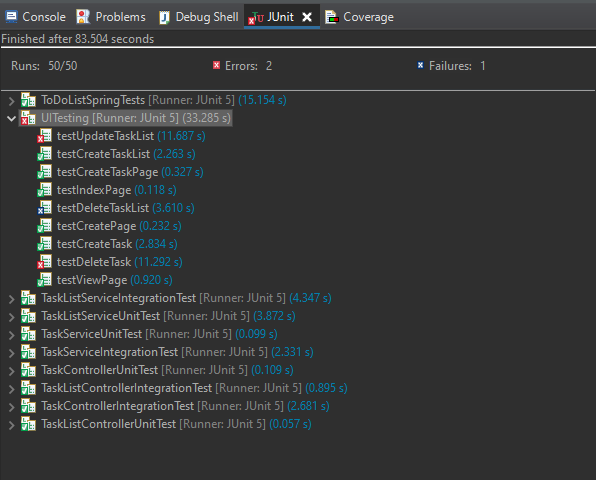 Console Problems Debug Shell JUnit Coverage
Finished after 83.504 seconds
Runs: 50/50 Errors: 2 Failures: 1
ToDoListSpringTests [Runner: JUnit 5] (15.154 s)
UITesting [Runner: JUnit 5] (33.285 s)
testUpdateTaskList (11.687 s)
testCreateTaskList (2.263 s)
testCreateTaskPage (0.327 s)
testIndexPage (0.118 s)
testDeleteTaskList (3.610 s)
testCreatePage (0.232 s)
testCreateTask (2.834 s)
testDeleteTask (11.292 s)
testViewPage (0.920 s)
TaskListServiceIntegrationTest [Runner: JUnit 5] (4.347 s)
TaskListServiceUnitTest [Runner: JUnit 5] (3.872 s)
TaskServiceUnitTest [Runner: JUnit 5] (0.099 s)
TaskServiceIntegrationTest [Runner: JUnit 5] (2.331 s)
TaskControllerUnitTest [Runner: JUnit 5] (0.109 s)
TaskListControllerIntegrationTest [Runner: JUnit 5] (0.895 s)
TaskControllerIntegrationTest [Runner: JUnit 5] (2.681 s)
TaskListControllerUnitTest [Runner: JUnit 5] (0.057 s)